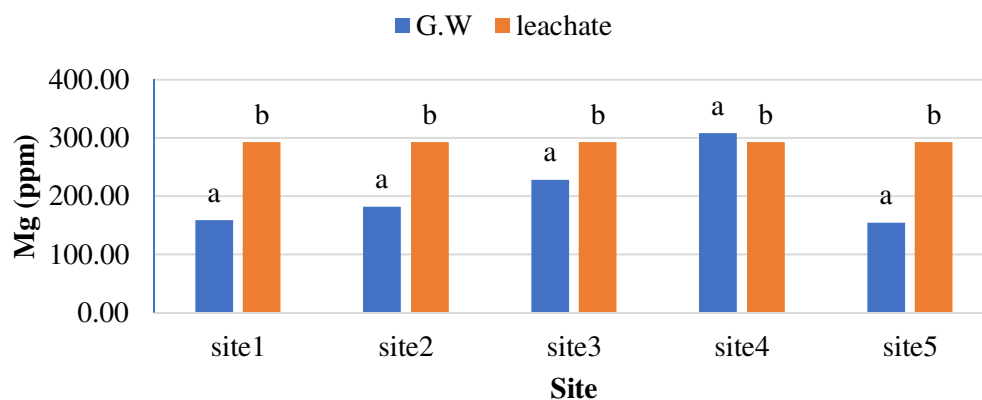 G.W leachate
Mg (ppm)
400.00
300.00
200.00
100.00
0.00
a b a b a b a b a b
site1 site2 site3 site4 site5
Site